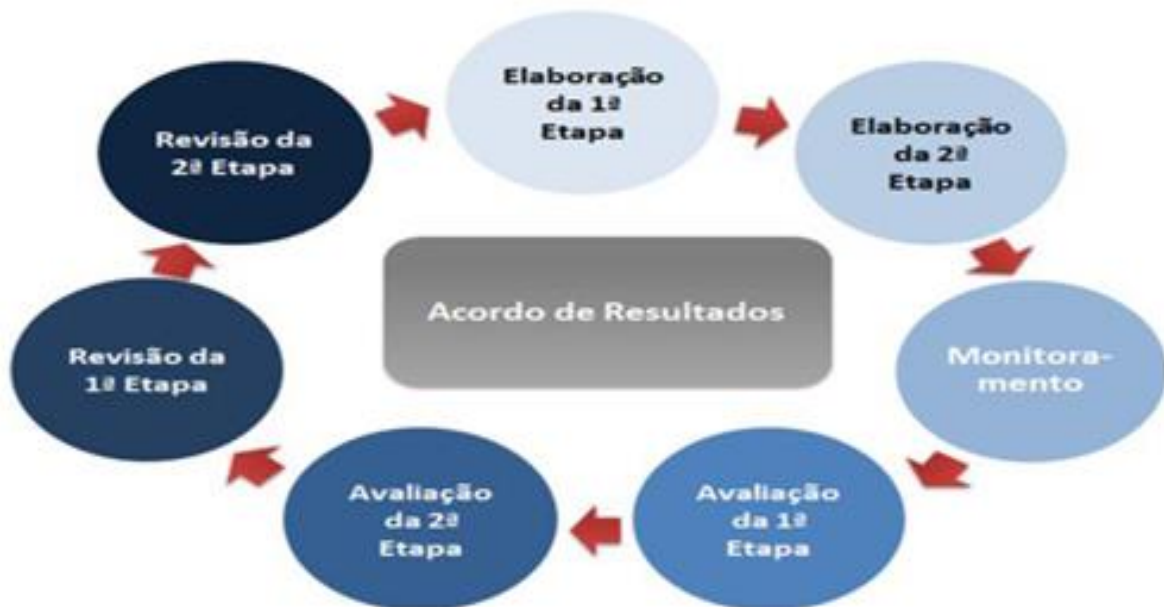 Elaboração
da 1ª
Etapa
Elaboração
da 2ª
Etapa
Monitora-
mento
Avaliação
da 1ª
Etapa
Avaliação
da 2ª
Etapa
Revisão da
1ª Etapa
Revisão da
2ª Etapa
Acordo de Resultados